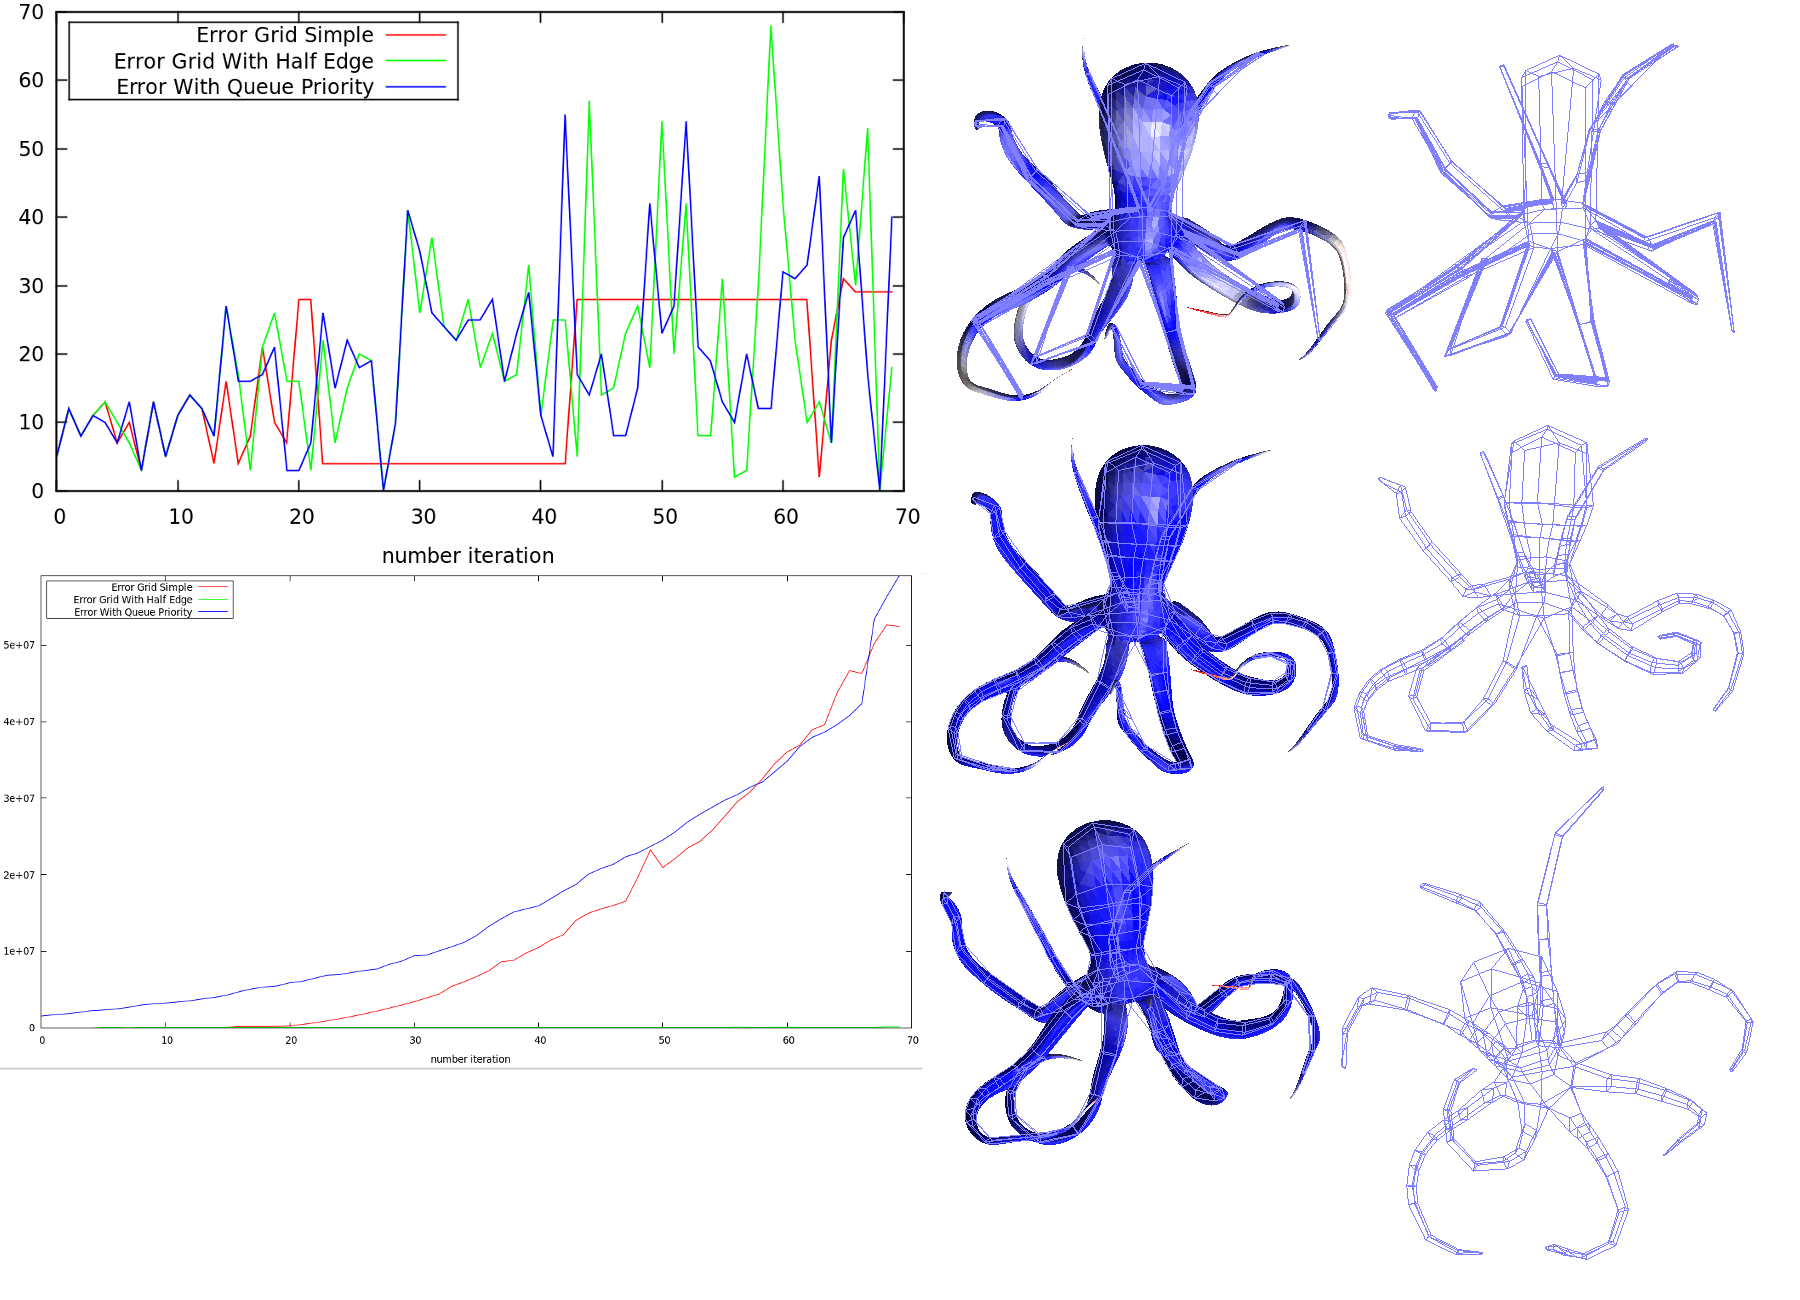 70
60
50
40
30
20
10
0
Error Grid Simple
Error Grid With Half Edge
Error With Queue Priority
0 10 20 30 40 50 60 70
number iteration
Error Grid Simple
Error Grid With Half Edge
Error With Queue Priority
5e+07
4e+07
3e+07
2e+07
1e+07
0
0 10 20 30 40 50 60 70
number iteration